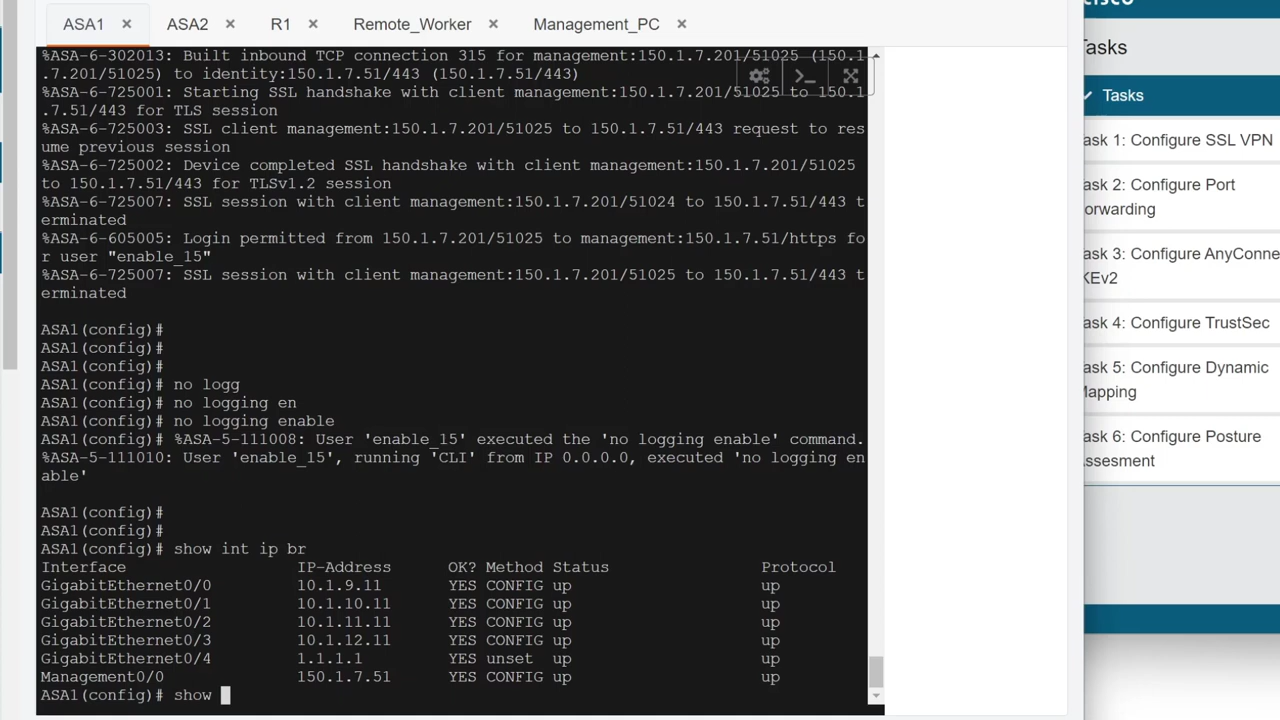 ASA1 ×
ASA2 ×
R1 ×
Remote_Worker ×
Management_PC ×
%ASA-6-302013: Built inbound TCP connection 315 for management:150.1.7.201/51025 (150.1
.7.201/51025) to identity:150.1.7.51/443 (150.1.7.51/443)
%ASA-6-725001: Starting SSL handshake with client management:150.1.7.201/51025 to 150.1
.7.51/443 for TLS session
%ASA-6-725003: SSL client management:150.1.7.201/51025 to 150.1.7.51/443 request to res
ume previous session
%ASA-6-725002: Device completed SSL handshake with client management:150.1.7.201/51025
to 150.1.7.51/443 for TLSv1.2 session
%ASA-6-725007: SSL session with client management:150.1.7.201/51024 to 150.1.7.51/443 t
erminated
%ASA-6-605005: Login permitted from 150.1.7.201/51025 to management:150.1.7.51/https fo
r user "enable_15"
%ASA-6-725007: SSL session with client management:150.1.7.201/51025 to 150.1.7.51/443 t
erminated
ASA1(config)#
ASA1(config)#
ASA1(config)#
ASA1(config)# no logg
ASA1(config)# no logging en
ASA1(config)# no logging enable
ASA1(config)# %ASA-5-111008: User 'enable_15' executed the 'no logging enable' command.
%ASA-5-111010: User 'enable_15', running 'CLI' from IP 0.0.0.0, executed 'no logging en
able'
ASA1(config)#
ASA1(config)#
ASA1(config)# show int ip br
Interface IP-Address OK? Method Status Protocol
GigabitEthernet0/0 10.1.9.11 YES CONFIG up up
GigabitEthernet0/1 10.1.10.11 YES CONFIG up up
GigabitEthernet0/2 10.1.11.11 YES CONFIG up up
GigabitEthernet0/3 10.1.12.11 YES CONFIG up up
GigabitEthernet0/4 1.1.1.1 YES unset up up
Management0/0 150.1.7.51 YES CONFIG up up
ASA1(config)# show
Tasks
Tasks
ask 1: Configure SSL VPN
ask 2: Configure Port
orwarding
ask 3: Configure AnyConne
KEv2
ask 4: Configure TrustSec
ask 5: Configure Dynamic
Mapping
ask 6: Configure Posture
Assesment